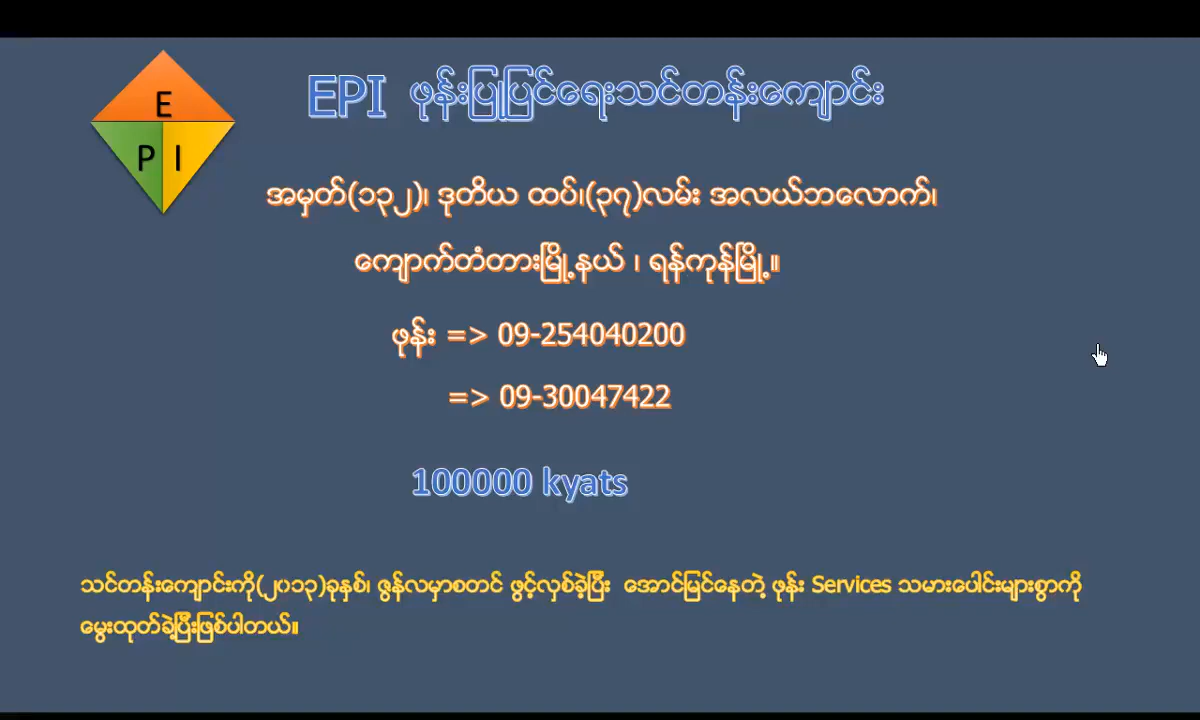 E
P I
EPI ဖုန်းပြုပြင်ရေးသင်တန်းကျောင်း
အမှတ်(၁၃၂)၊ ဒုတိယ ထပ်၊(၃၇)လမ်း အလယ်ဘလောက်၊
ကျောက်တံတားမြို့နယ် ၊ ရန်ကုန်မြို့။
ဖုန်း => 09-254040200
=> 09-30047422
100000 kyats
သင်တန်းကျောင်းကို(၂၀၁၃)ခုနှစ်၊ ဇွန်လမှာစတင် ဖွင့်လှစ်ခဲ့ပြီး အောင်မြင်နေတဲ့ ဖုန်း Services သမားပေါင်းများစွာကို
မွေးထုတ်ခဲ့ပြီးဖြစ်ပါတယ်။